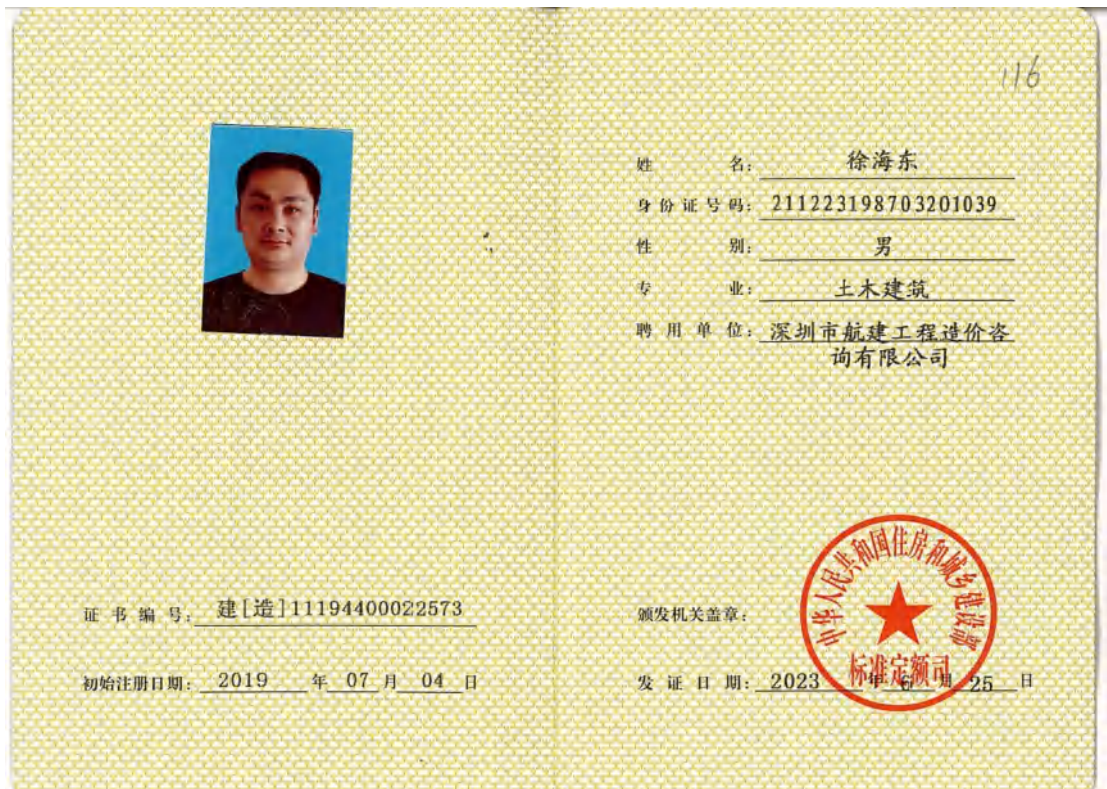 116
姓 名: 徐海东
身份证号码: 211223198703201039
性 别: 男
专 业: 土木建筑
聘用单位: 深圳市航建工程造价咨
询有限公司
证书编号: 建[造]11194400022573
初始注册日期: 2019 年 07 月 04 日
颁发机关盖章:
中华人民共和国住房和城乡建设部
标准定额司
发证日期: 2023 年 6 月 25 日